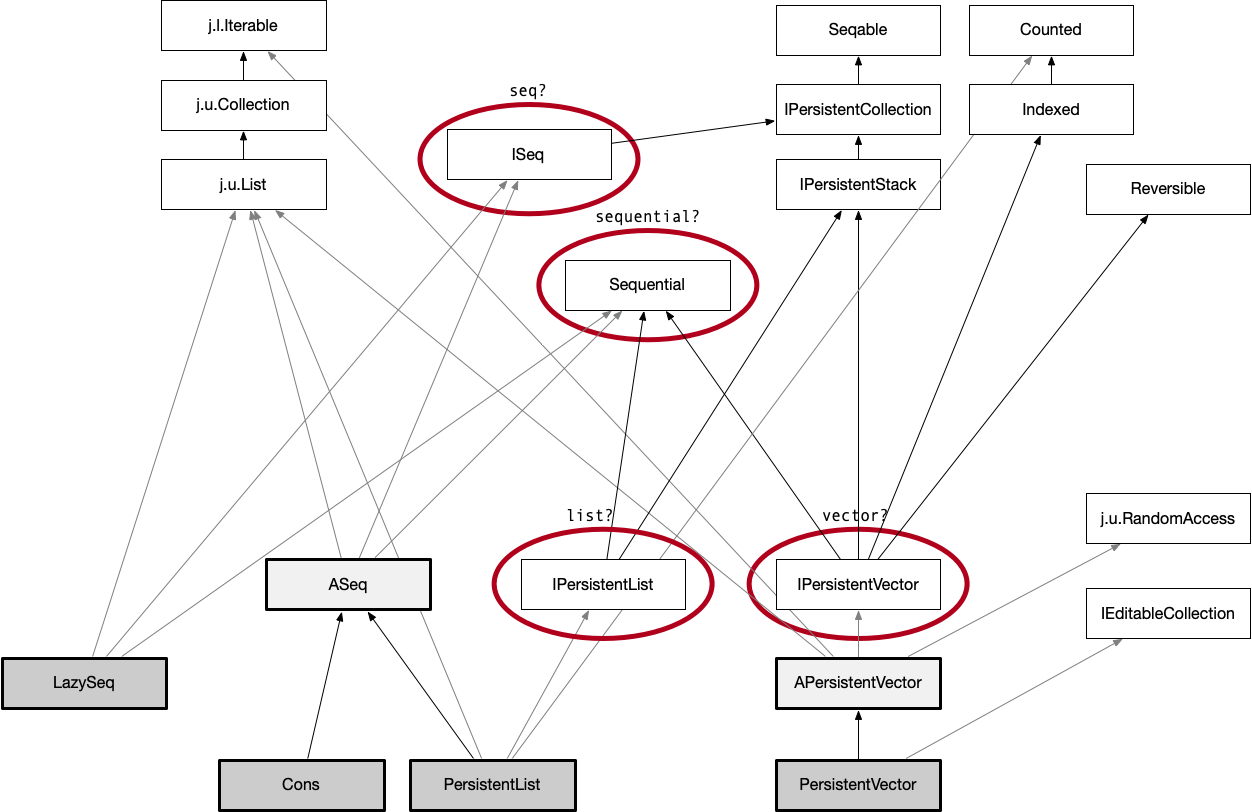 j.l.Iterable
Seqable
Counted
seq?
j.u.Collection
IPersistentCollection
Indexed
ISeq
j.u.List
IPersistentStack
Reversible
sequential?
Sequential
list?
vector?
j.u.RandomAccess
ASeq
IPersistentList
IPersistentVector
IEditableCollection
LazySeq
APersistentVector
Cons
PersistentList
PersistentVector